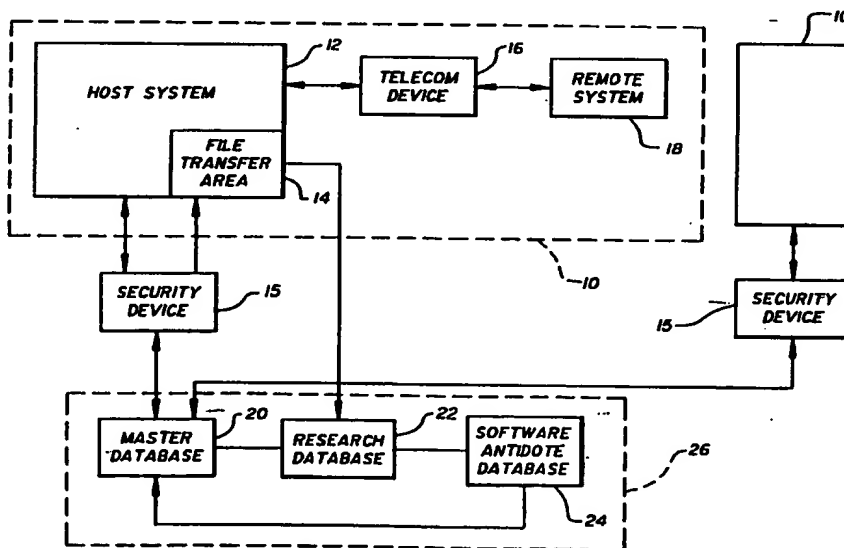 12
HOST SYSTEM
FILE
TRANSFER
AREA
14
TELECOM
DEVICE
16
REMOTE
SYSTEM
18
10
10
SECURITY
DEVICE
15
SECURITY
DEVICE
15
MASTER
DATABASE
20
RESEARCH
DATABASE
22
SOFTWARE
ANTIDOTE
DATABASE
24
26